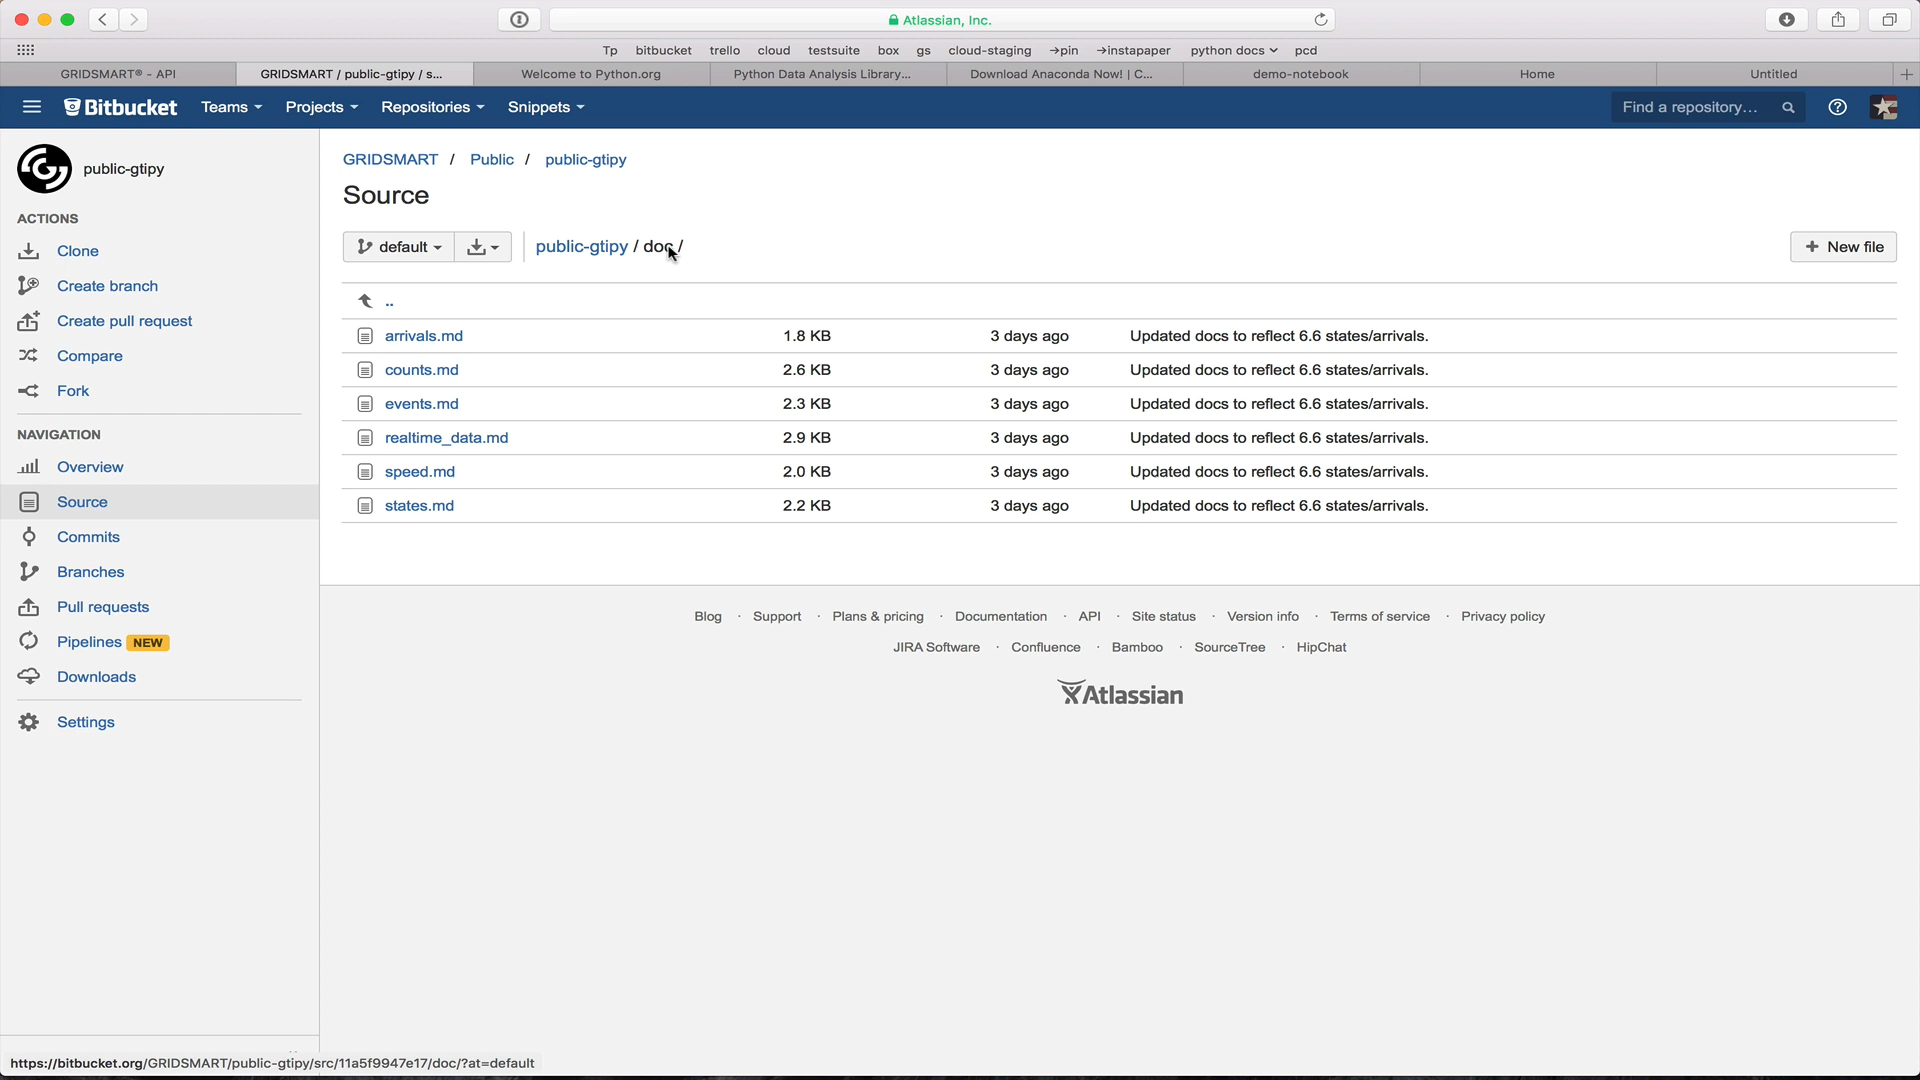 Atlassian, Inc.
Tp bitbucket trello cloud testsuite box gs cloud-staging →pin →instapaper python docs pcd
GRIDSMART® - API GRIDSMART / public-gtipy / s... Welcome to Python.org Python Data Analysis Library... Download Anaconda Now! | C... demo-notebook Home Untitled
Bitbucket Teams Projects Repositories Snippets Find a repository...
public-gtipy
ACTIONS
Clone
Create branch
Create pull request
Compare
Fork
NAVIGATION
Overview
Source
Commits
Branches
Pull requests
Pipelines NEW
Downloads
Settings
GRIDSMART / Public / public-gtipy
Source
default public-gtipy / doc / + New file
..
arrivals.md 1.8 KB 3 days ago Updated docs to reflect 6.6 states/arrivals.
counts.md 2.6 KB 3 days ago Updated docs to reflect 6.6 states/arrivals.
events.md 2.3 KB 3 days ago Updated docs to reflect 6.6 states/arrivals.
realtime_data.md 2.9 KB 3 days ago Updated docs to reflect 6.6 states/arrivals.
speed.md 2.0 KB 3 days ago Updated docs to reflect 6.6 states/arrivals.
states.md 2.2 KB 3 days ago Updated docs to reflect 6.6 states/arrivals.
Blog · Support · Plans & pricing · Documentation · API · Site status · Version info · Terms of service · Privacy policy
JIRA Software · Confluence · Bamboo · SourceTree · HipChat
Atlassian
https://bitbucket.org/GRIDSMART/public-gtipy/src/11a5f9947e17/doc/?at=default